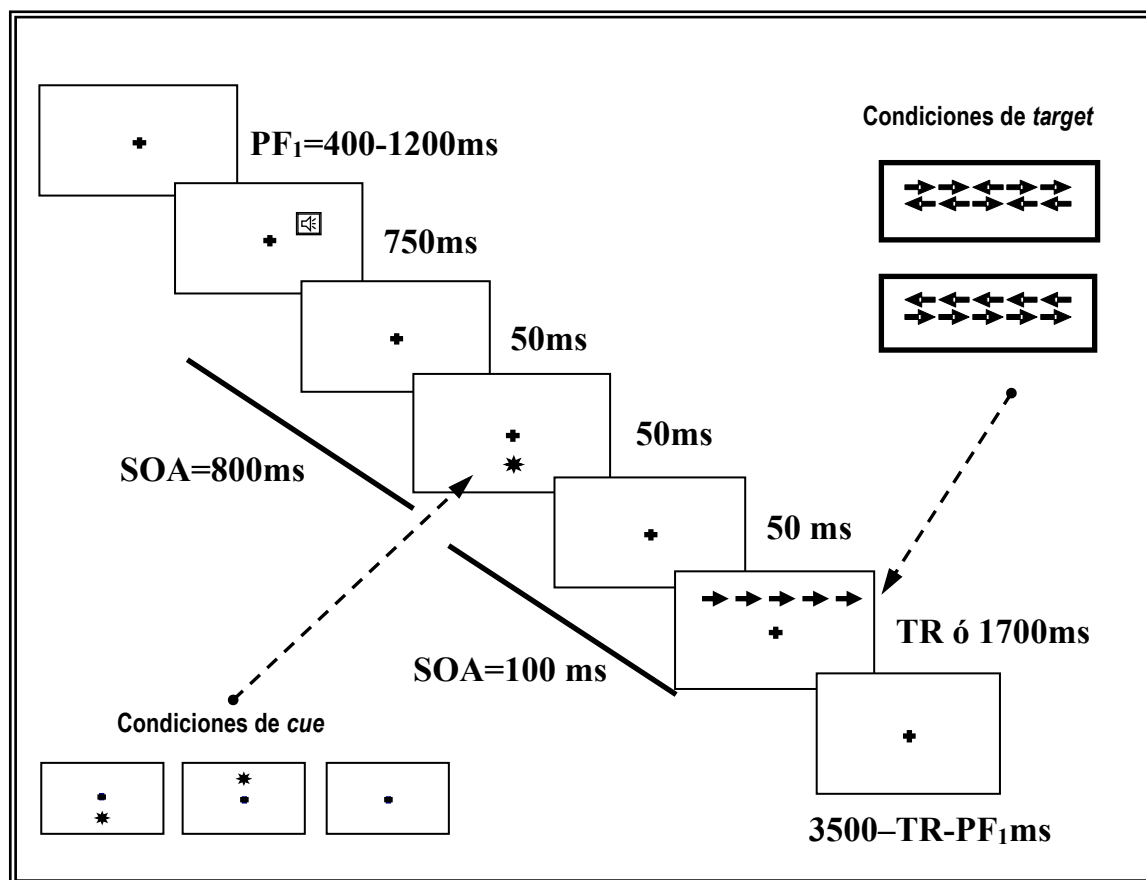 PF₁=400-1200ms
Condiciones de target
750ms
50ms
50ms
SOA=800ms
50 ms
TR ó 1700ms
SOA=100 ms
Condiciones de cue
3500–TR-PF₁ms